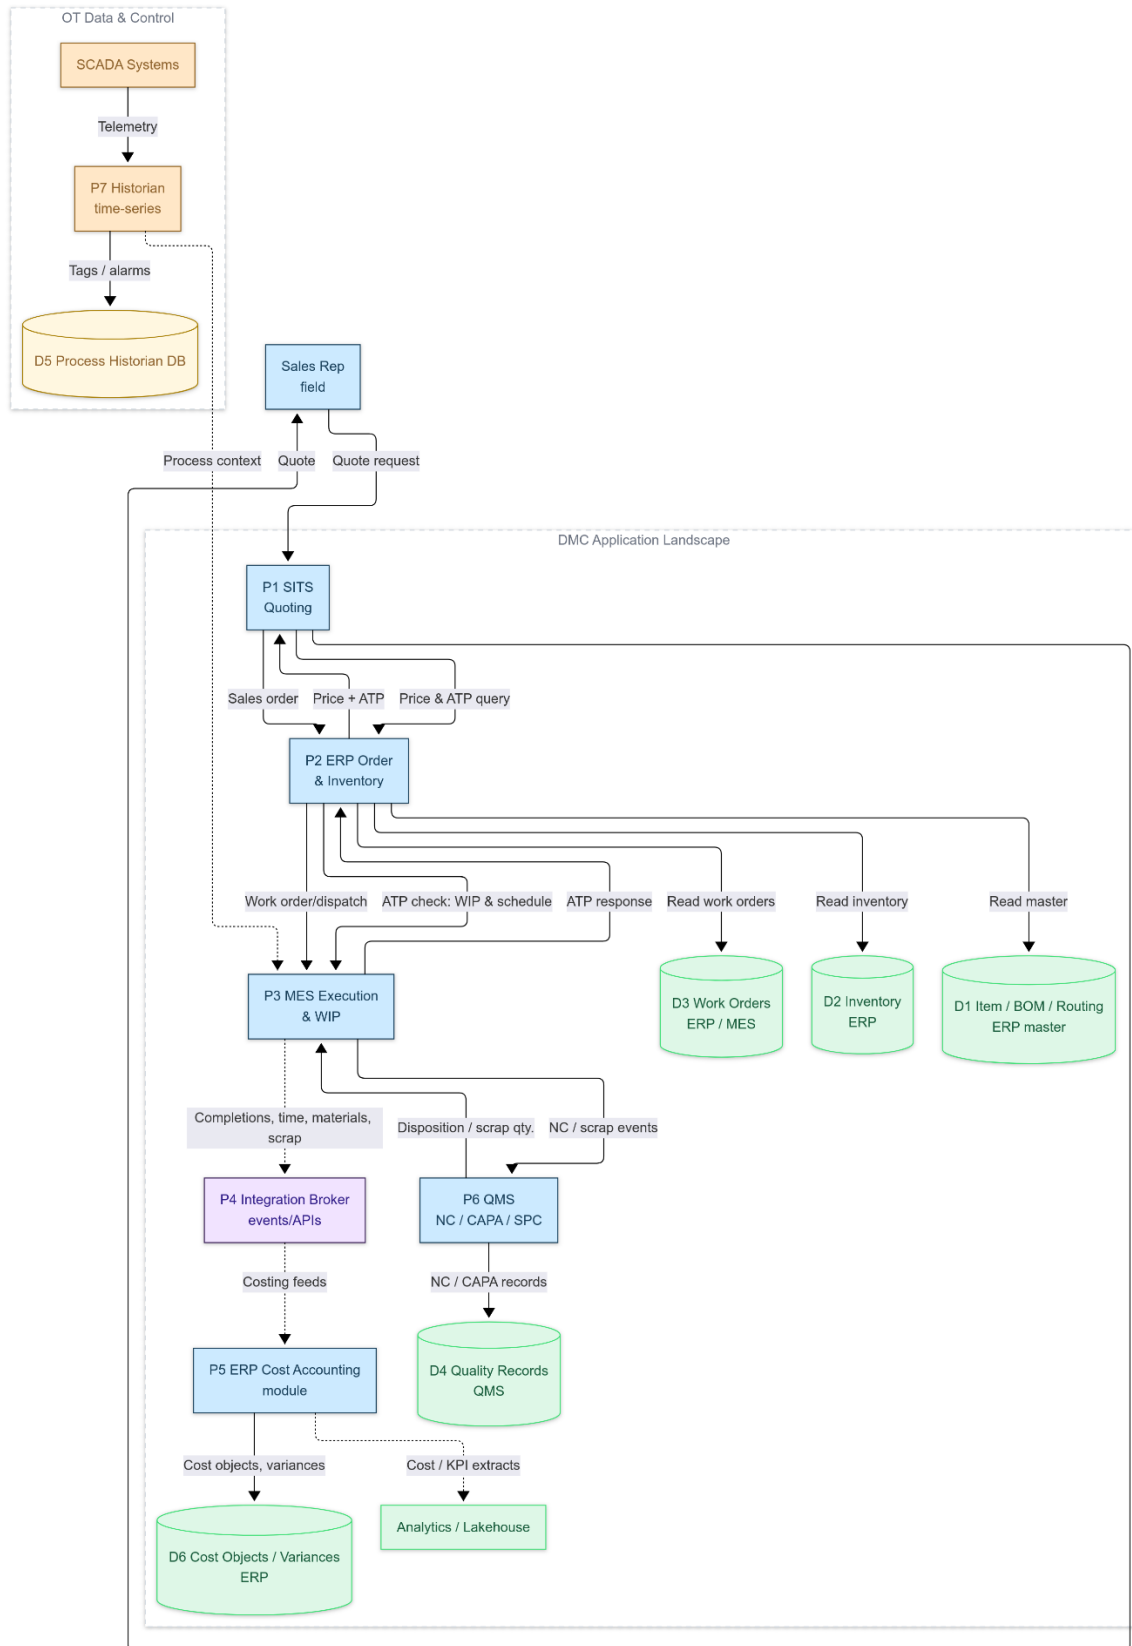 OT Data & Control
SCADA Systems
Telemetry
P7 Historian
time-series
Tags / alarms
D5 Process Historian DB
Sales Rep
field
Process context
Quote
Quote request
DMC Application Landscape
P1 SITS
Quoting
Sales order
Price + ATP
Price & ATP query
P2 ERP Order
& Inventory
Work order/dispatch
ATP check: WIP & schedule
ATP response
Read work orders
Read inventory
Read master
P3 MES Execution
& WIP
D3 Work Orders
ERP / MES
D2 Inventory
ERP
D1 Item / BOM / Routing
ERP master
Completions, time, materials,
scrap
Disposition / scrap qty.
NC / scrap events
P4 Integration Broker
events/APIs
P6 QMS
NC / CAPA / SPC
Costing feeds
NC / CAPA records
P5 ERP Cost Accounting
module
D4 Quality Records
QMS
Cost objects, variances
Cost / KPI extracts
Analytics / Lakehouse
D6 Cost Objects / Variances
ERP